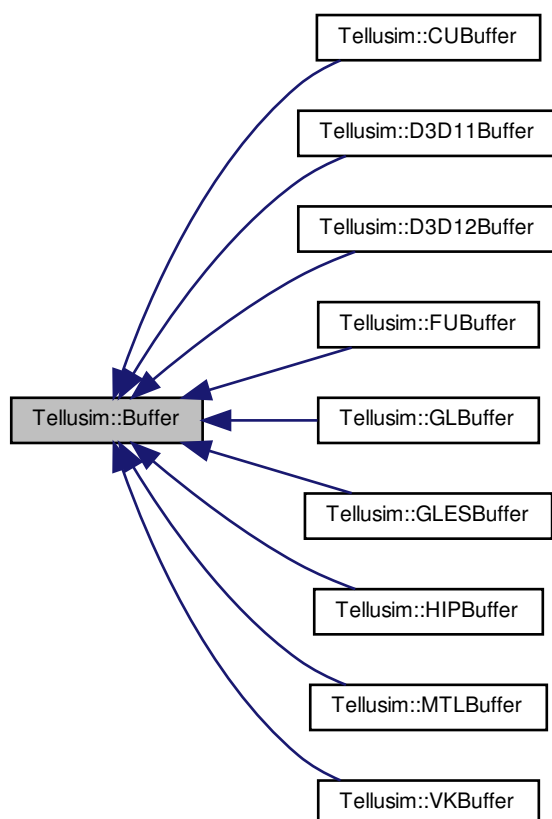 Tellusim::CUBuffer
Tellusim::D3D11Buffer
Tellusim::D3D12Buffer
Tellusim::FUBuffer
Tellusim::Buffer
Tellusim::GLBuffer
Tellusim::GLESBuffer
Tellusim::HIPBuffer
Tellusim::MTLBuffer
Tellusim::VKBuffer